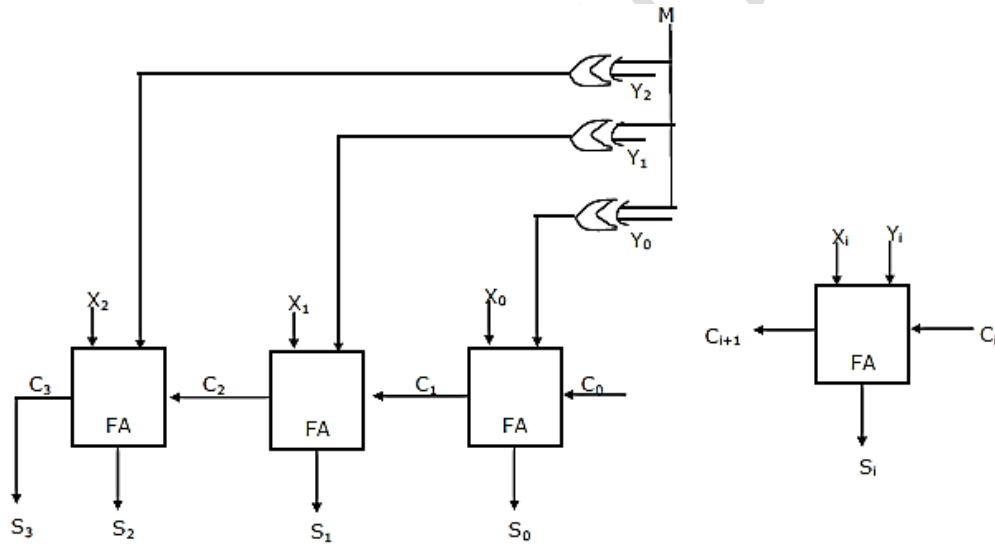 M
Y₂
Y₁
Y₀
X₂
X₁
X₀
Xᵢ
Yᵢ
C₃
C₂
C₁
C₀
Cᵢ₊₁
Cᵢ
FA
FA
FA
FA
S₃
S₂
S₁
S₀
Sᵢ